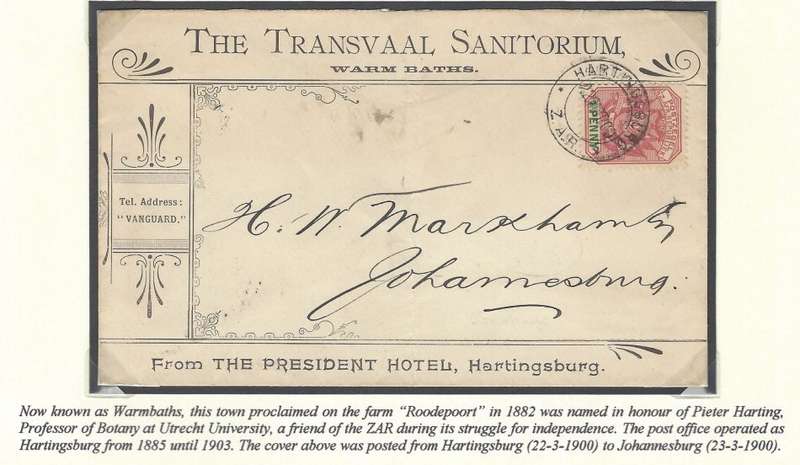 THE TRANSVAAL SANITORIUM,
WARM BATHS.
HARTINGSBURG
Z.A.R.
PENNY
Tel. Address:
"VANGUARD."
H. W. Markham Esq
Johannesburg.
From THE PRESIDENT HOTEL, Hartingsburg.
Now known as Warmbaths, this town proclaimed on the farm "Roodepoort" in 1882 was named in honour of Pieter Harting,
Professor of Botany at Utrecht University, a friend of the ZAR during its struggle for independence. The post office operated as
Hartingsburg from 1885 until 1903. The cover above was posted from Hartingsburg (22-3-1900) to Johannesburg (23-3-1900).